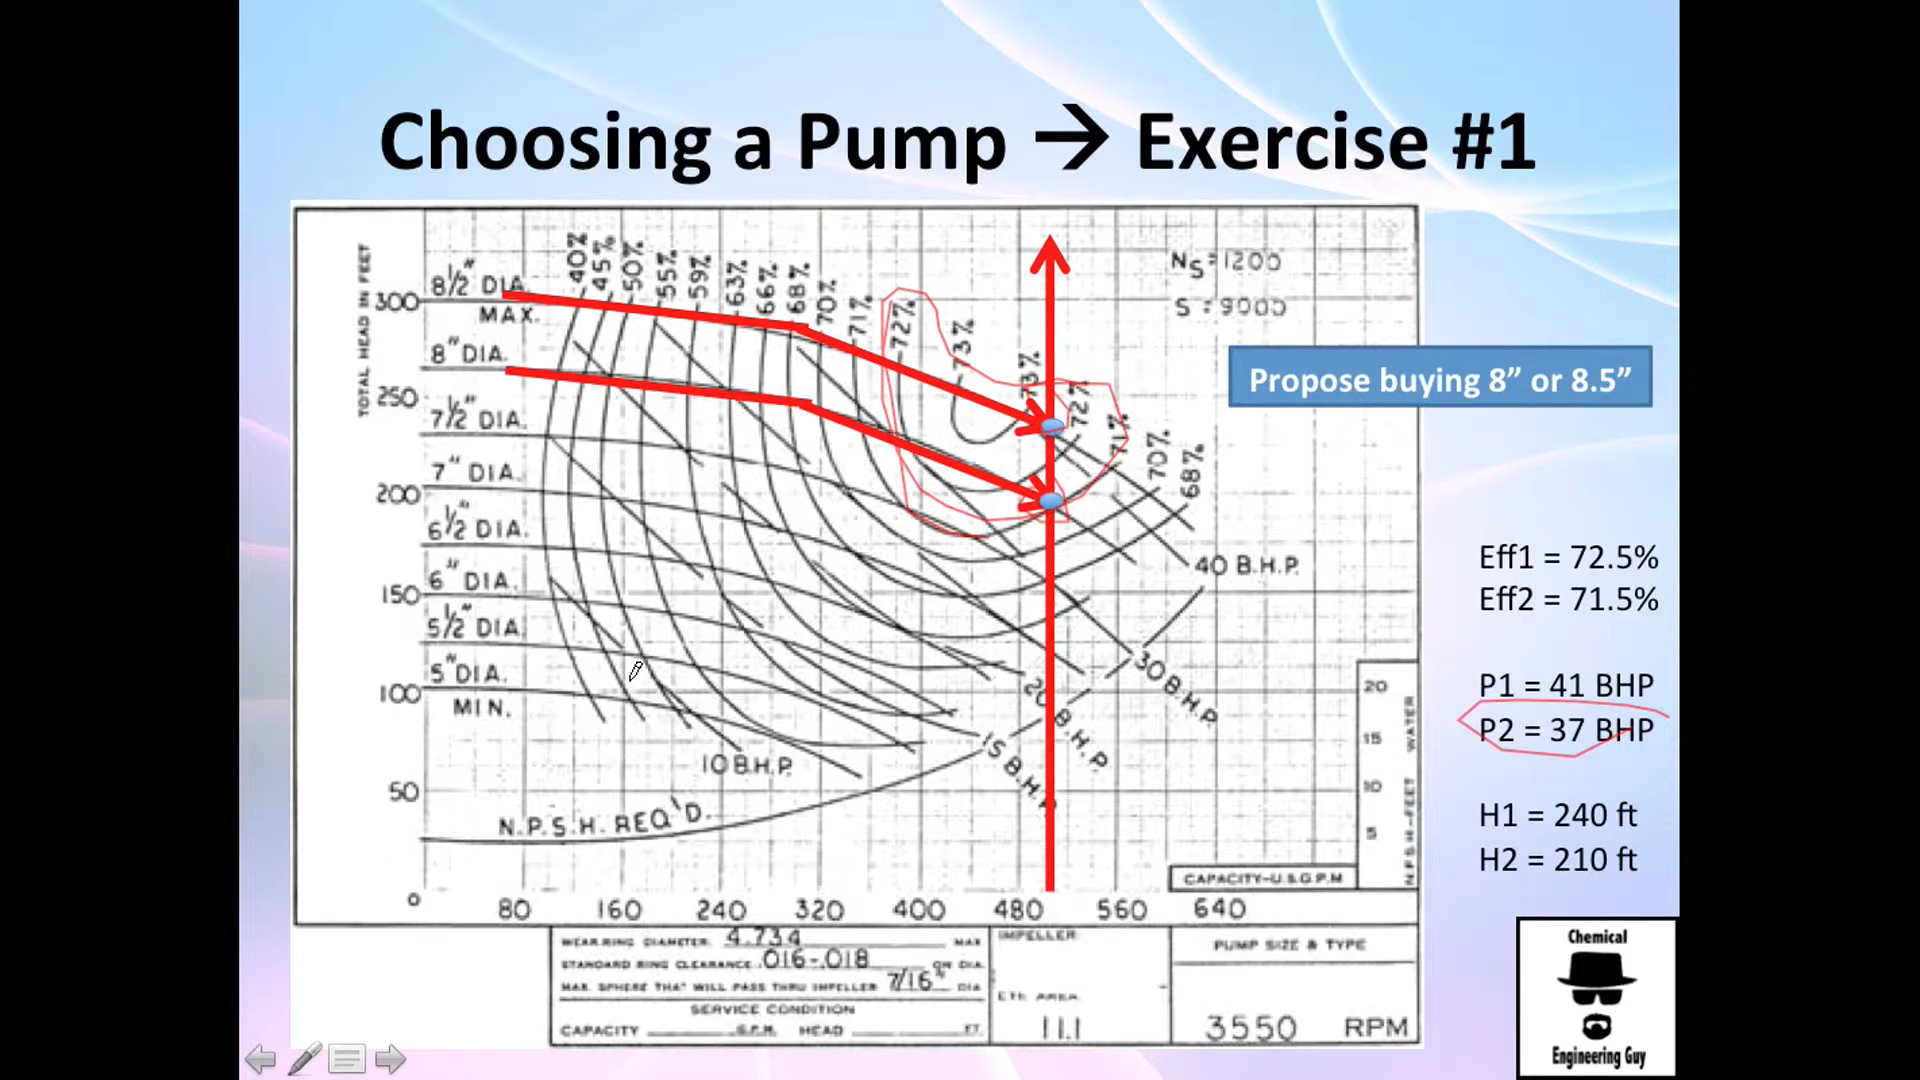 Choosing a Pump → Exercise #1
TOTAL HEAD IN FEET
300
250
200
150
100
50
0
8½" DIA.
MAX.
8" DIA.
7½" DIA.
7" DIA.
6½" DIA.
6" DIA.
5½" DIA.
5" DIA.
MIN.
40%
45%
50%
55%
59%
63%
66%
68%
70%
71%
72%
73%
73%
72%
71%
70%
68%
NS=1200
S=9000
Propose buying 8” or 8.5”
40 B.H.P.
30 B.H.P.
20 B.H.P.
15 B.H.P.
10 B.H.P.
N.P.S.H. REQ'D.
20
15
10
5
N.P.S.H-FEET WATER
CAPACITY-U.S.G.P.M
80 160 240 320 400 480 560 640
Eff1 = 72.5%
Eff2 = 71.5%
P1 = 41 BHP
P2 = 37 BHP
H1 = 240 ft
H2 = 210 ft
WEAR RING DIAMETER: 4.734 MAX
STANDARD RING CLEARANCE .016-.018 ON DIA.
MAX. SPHERE THAT WILL PASS THRU IMPELLER 7/16" DIA
SERVICE CONDITION
CAPACITY G.P.M. HEAD FT.
IMPELLER
EYE AREA
11.1
PUMP SIZE & TYPE
3550 RPM
Chemical
Engineering Guy